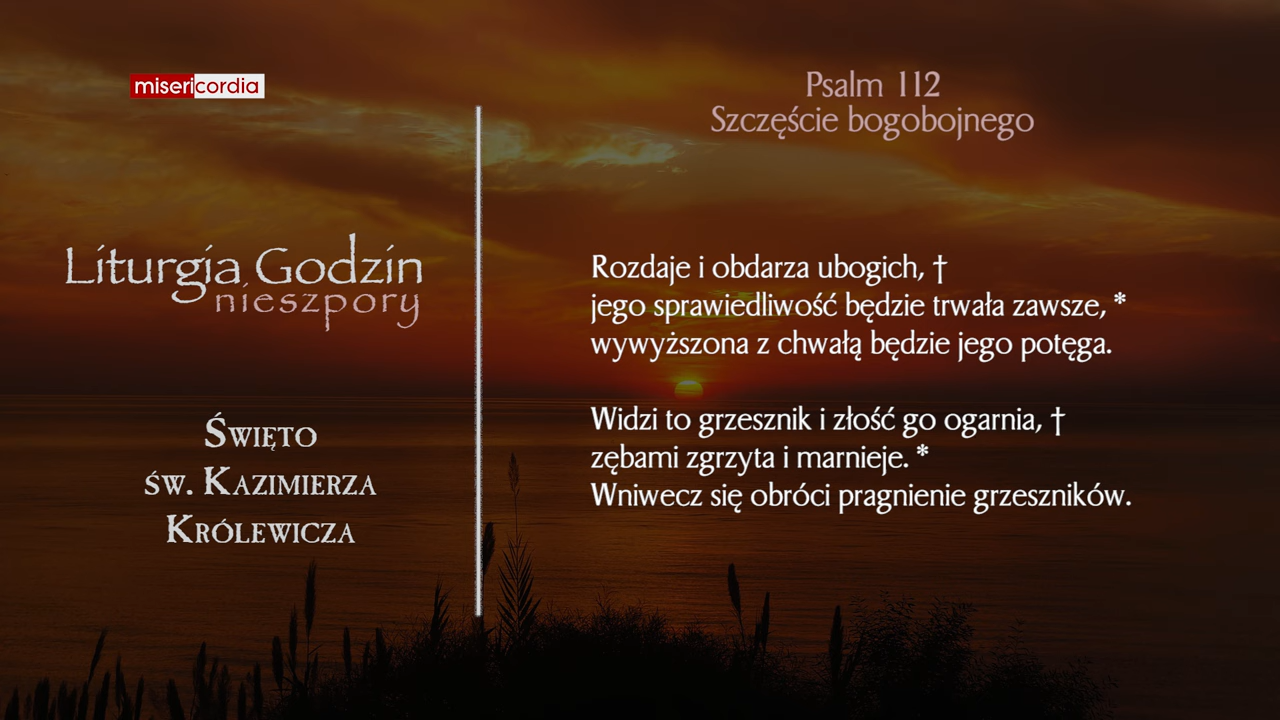 misericordia
Liturgia Godzin
nieszpory
Święto
św. Kazimierza
Królewicza
Psalm 112
Szczęście bogobojnego
Rozdaje i obdarza ubogich, †
jego sprawiedliwość będzie trwała zawsze, *
wywyższona z chwałą będzie jego potęga.
Widzi to grzesznik i złość go ogarnia, †
zębami zgrzyta i marnieje. *
Wniwecz się obróci pragnienie grzeszników.